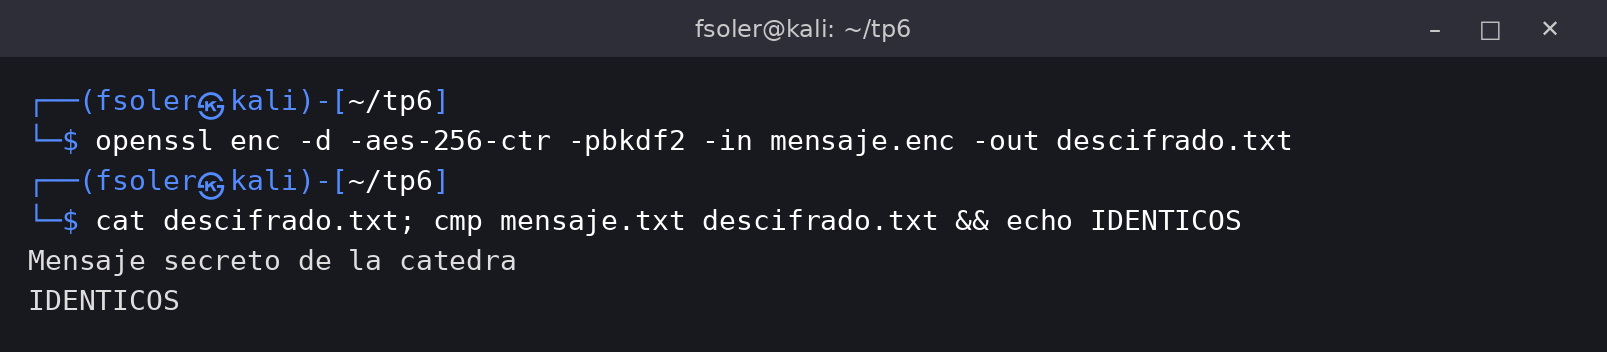 fsoler@kali: ~/tp6
┌──(fsoler㉿kali)-[~/tp6]
└─$ openssl enc -d -aes-256-ctr -pbkdf2 -in mensaje.enc -out descifrado.txt
┌──(fsoler㉿kali)-[~/tp6]
└─$ cat descifrado.txt; cmp mensaje.txt descifrado.txt && echo IDENTICOS
Mensaje secreto de la catedra
IDENTICOS